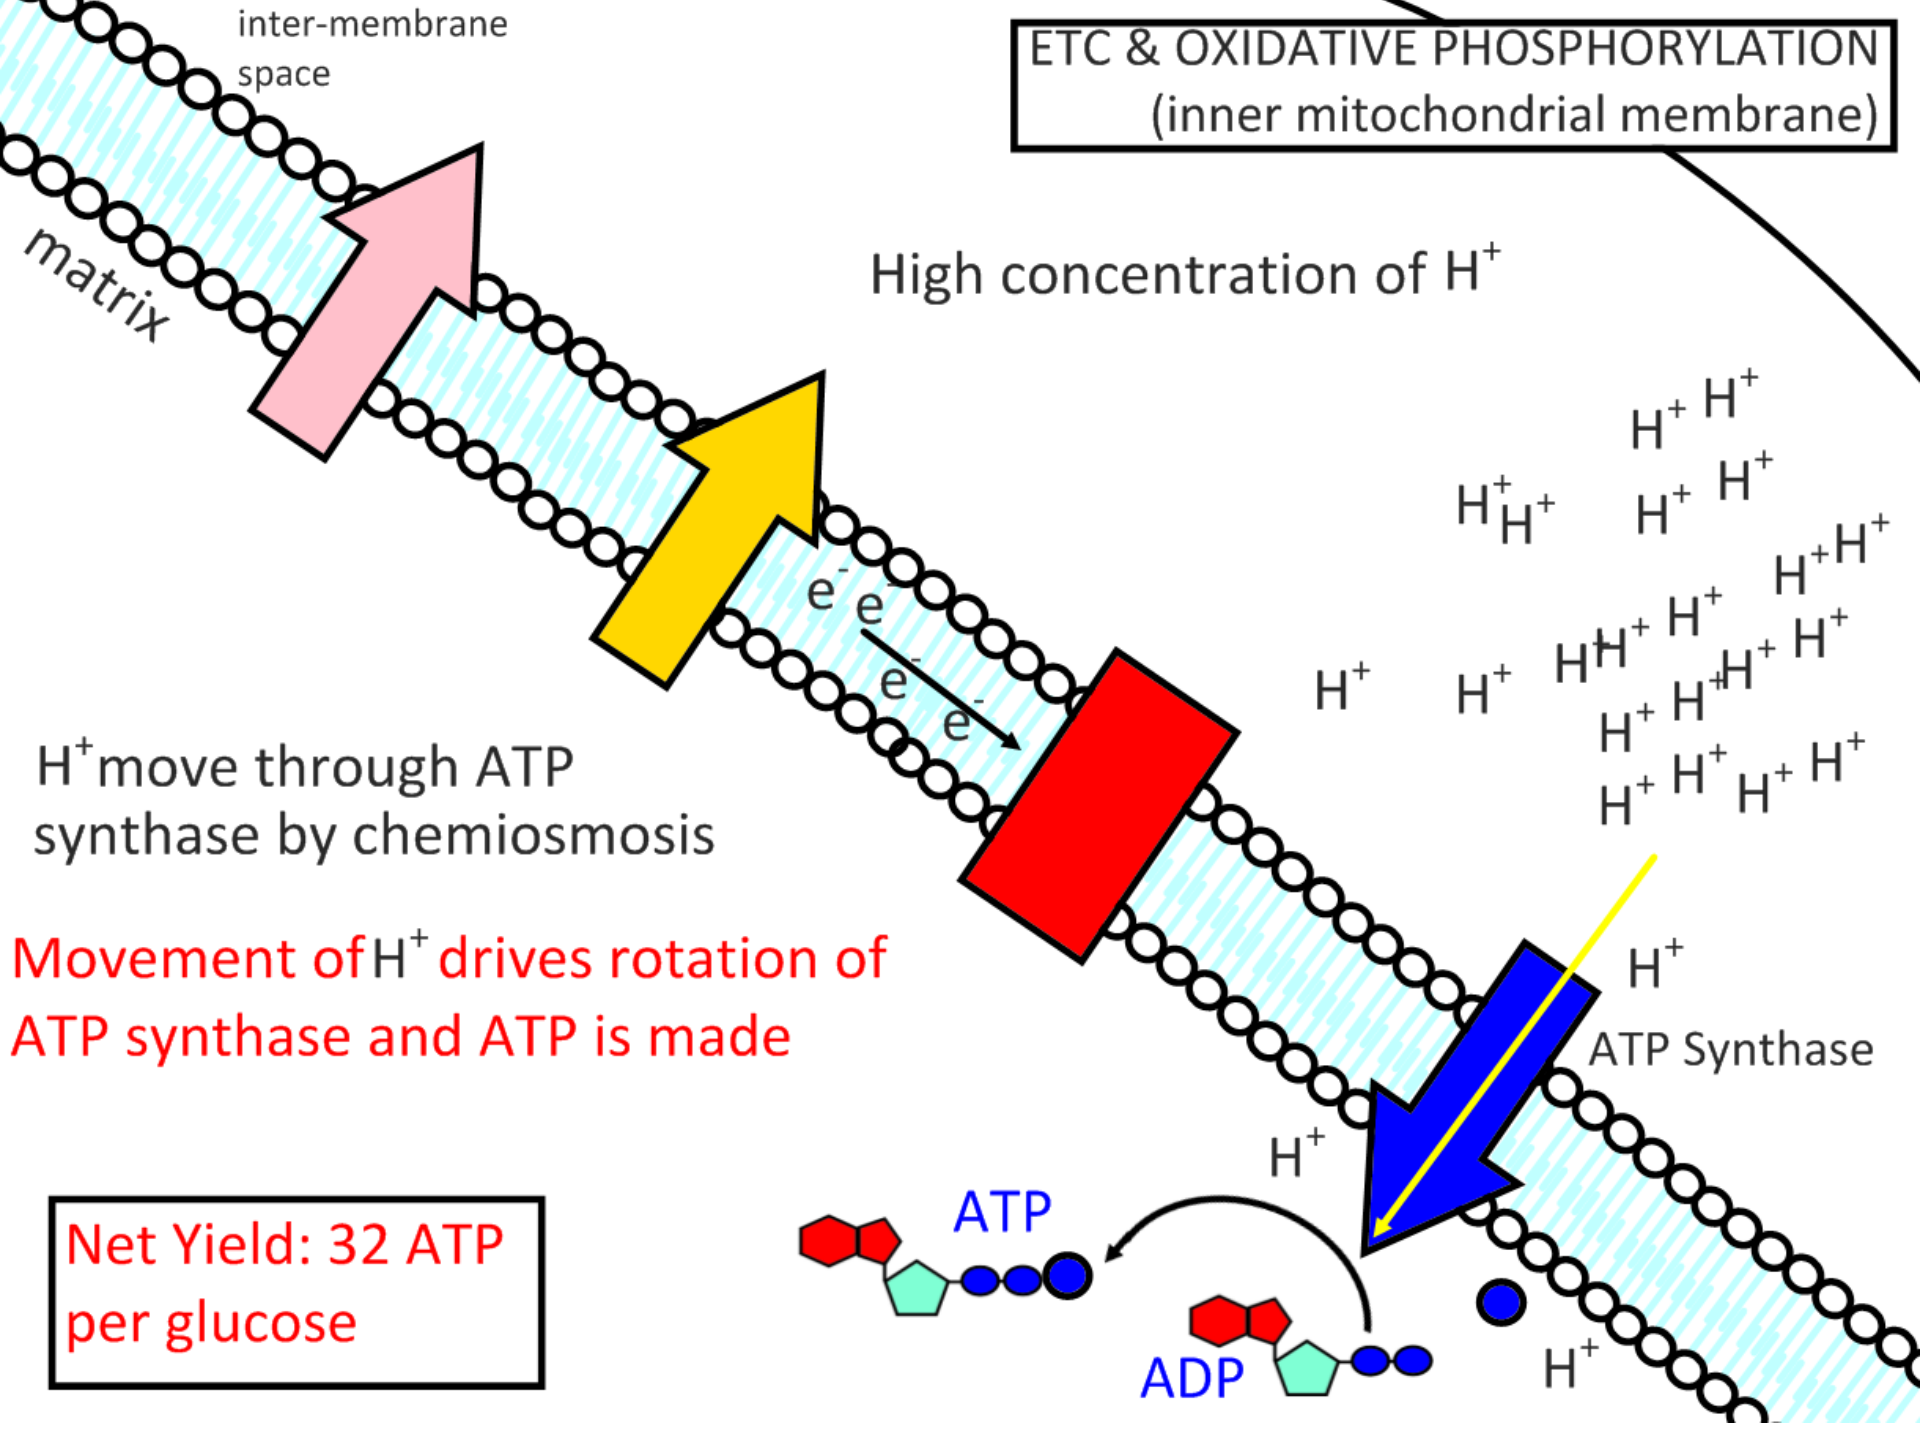 inter-membrane
space
ETC & OXIDATIVE PHOSPHORYLATION
(inner mitochondrial membrane)
matrix
High concentration of H⁺
H⁺ H⁺
H⁺ H⁺
H⁺ H⁺
H⁺ H⁺
H⁺ H⁺ H⁺ H⁺
H⁺ H⁺ H⁺ H⁺
H⁺ H⁺ H⁺ H⁺ H⁺
e⁻ e⁻
e⁻
e⁻
H⁺ move through ATP
synthase by chemiosmosis
Movement of H⁺ drives rotation of
ATP synthase and ATP is made
H⁺
ATP Synthase
H⁺
ATP
ADP
H⁺
Net Yield: 32 ATP
per glucose